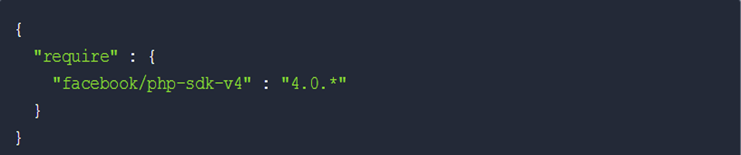 {
"require" : {
"facebook/php-sdk-v4" : "4.0.*"
}
}